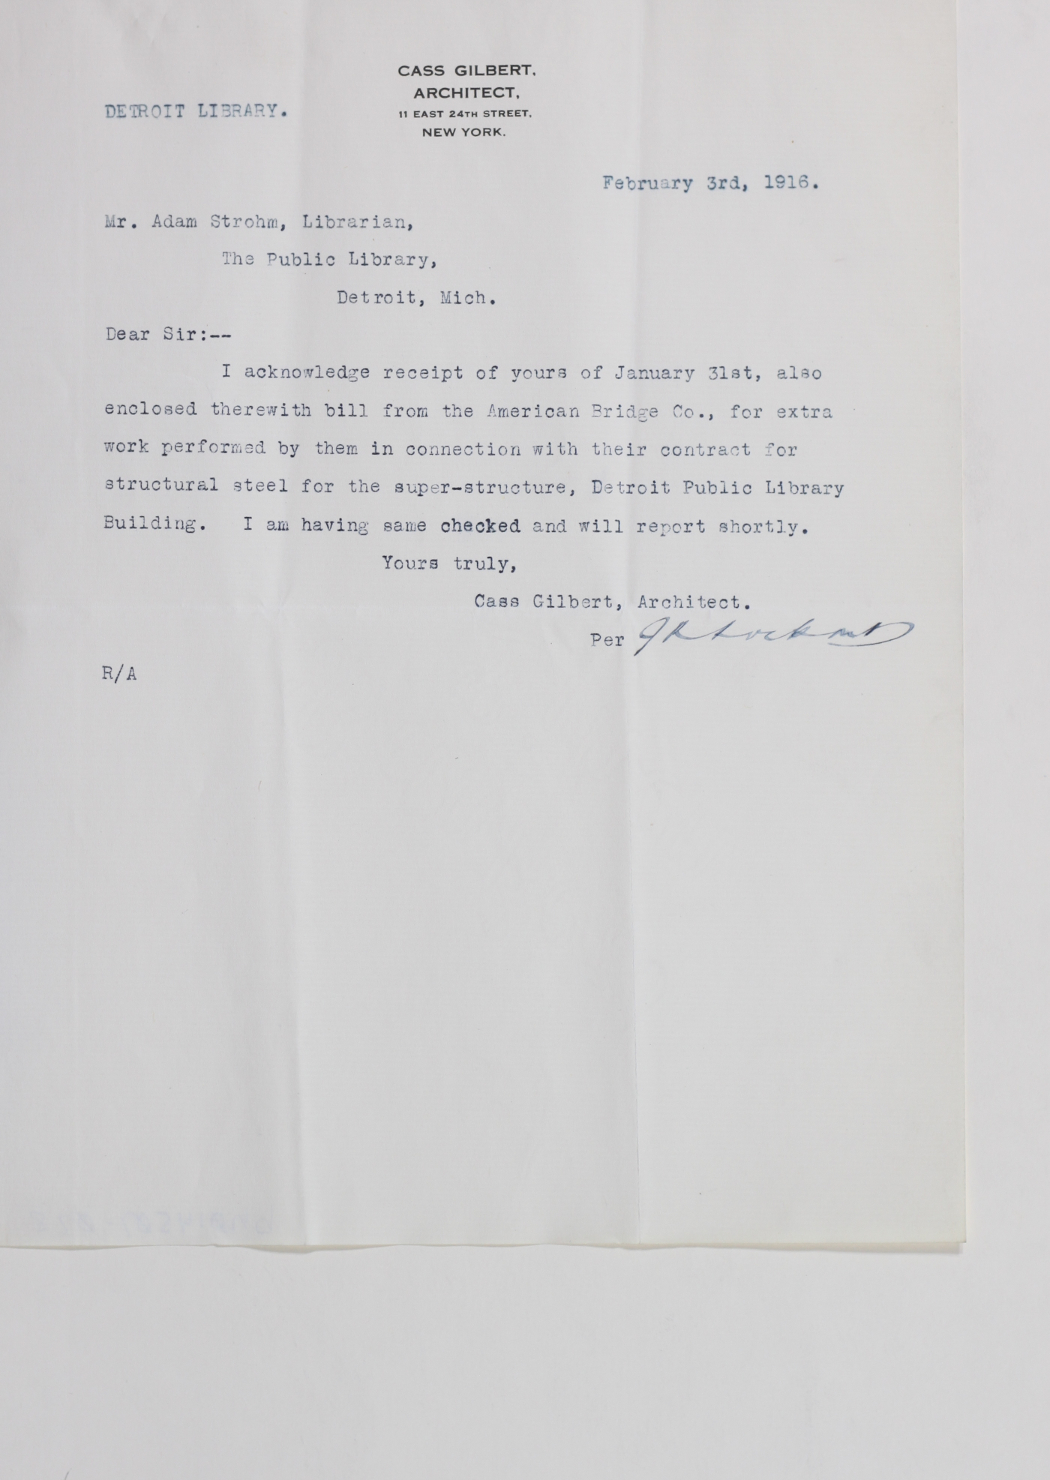 CASS GILBERT,
ARCHITECT,
11 EAST 24TH STREET,
NEW YORK.
DETROIT LIBRARY.
February 3rd, 1916.
Mr. Adam Strohm, Librarian,
The Public Library,
Detroit, Mich.
Dear Sir:--
I acknowledge receipt of yours of January 31st, also
enclosed therewith bill from the American Bridge Co., for extra
work performed by them in connection with their contract for
structural steel for the super-structure, Detroit Public Library
Building. I am having same checked and will report shortly.
Yours truly,
Cass Gilbert, Architect.
Per
R/A